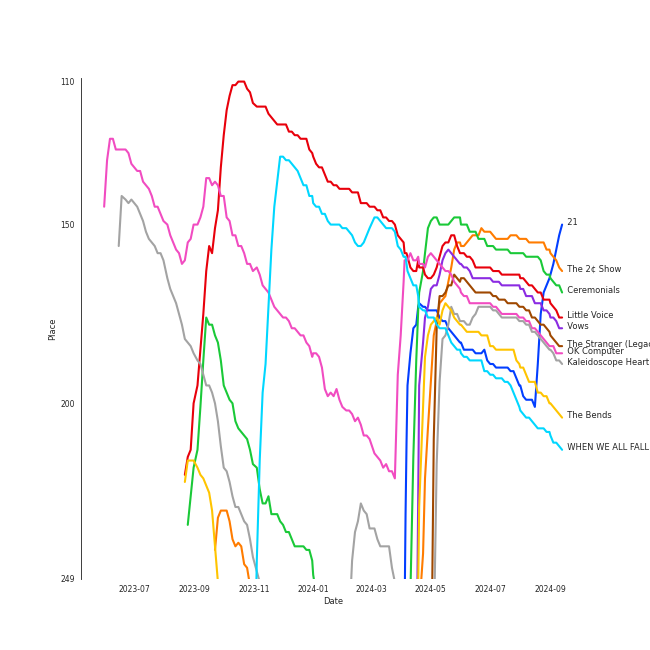 110
150
200
249
Place
2023-07
2023-09
2023-11
2024-01
2024-03
2024-05
2024-07
2024-09
Date
21
The 2¢ Show
Ceremonials
Little Voice
Vows
The Stranger (Legac
OK Computer
Kaleidoscope Heart
The Bends
WHEN WE ALL FALL